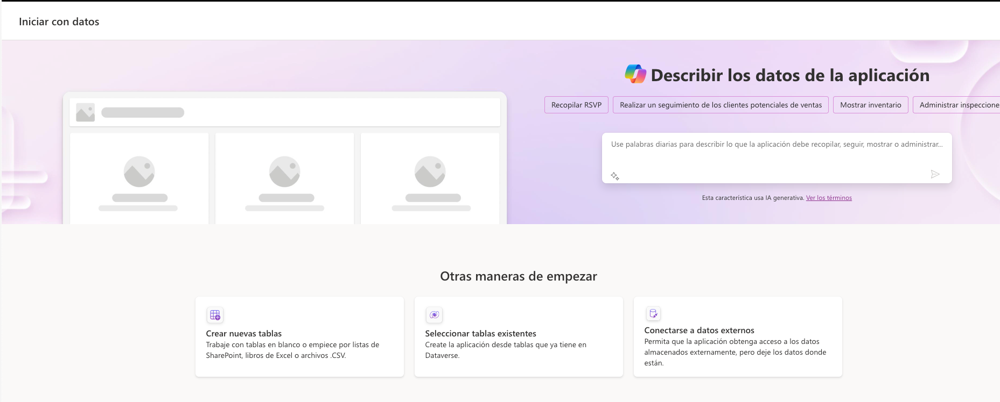 Iniciar con datos
Describir los datos de la aplicación
Recopilar RSVP
Realizar un seguimiento de los clientes potenciales de ventas
Mostrar inventario
Administrar inspecciones
Use palabras diarias para describir lo que la aplicación debe recopilar, seguir, mostrar o administrar...
Esta característica usa IA generativa. Ver los términos
Otras maneras de empezar
Crear nuevas tablas
Trabaje con tablas en blanco o empiece por listas de
SharePoint, libros de Excel o archivos .CSV.
Seleccionar tablas existentes
Create la aplicación desde tablas que ya tiene en
Dataverse.
Conectarse a datos externos
Permita que la aplicación obtenga acceso a los datos
almacenados externamente, pero deje los datos donde
están.